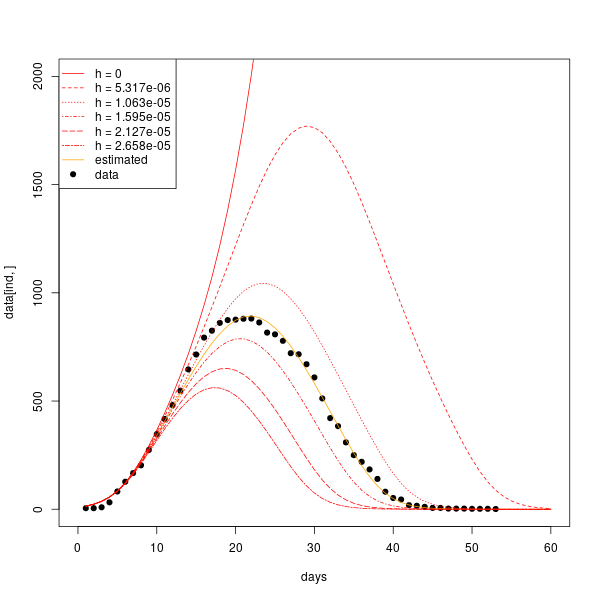 h = 0
h = 5.317e-06
h = 1.063e-05
h = 1.595e-05
h = 2.127e-05
h = 2.658e-05
estimated
data
2000
1500
1000
500
0
data[ind, ]
0 10 20 30 40 50 60
days